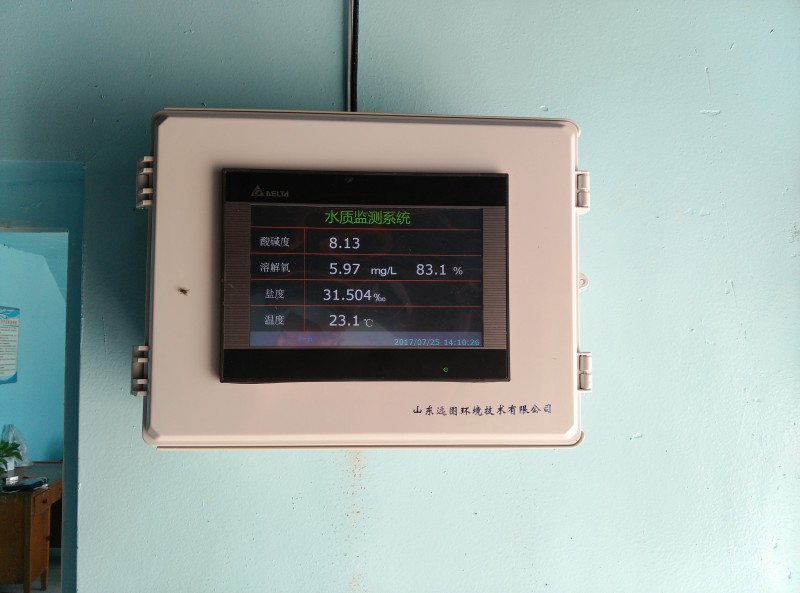 DELTA
水质监测系统
酸碱度 8.13
溶解氧 5.97 mg/L 83.1 %
盐度 31.504 ‰
温度 23.1 ℃
2017/07/25 14:10:26
山东远图环境技术有限公司